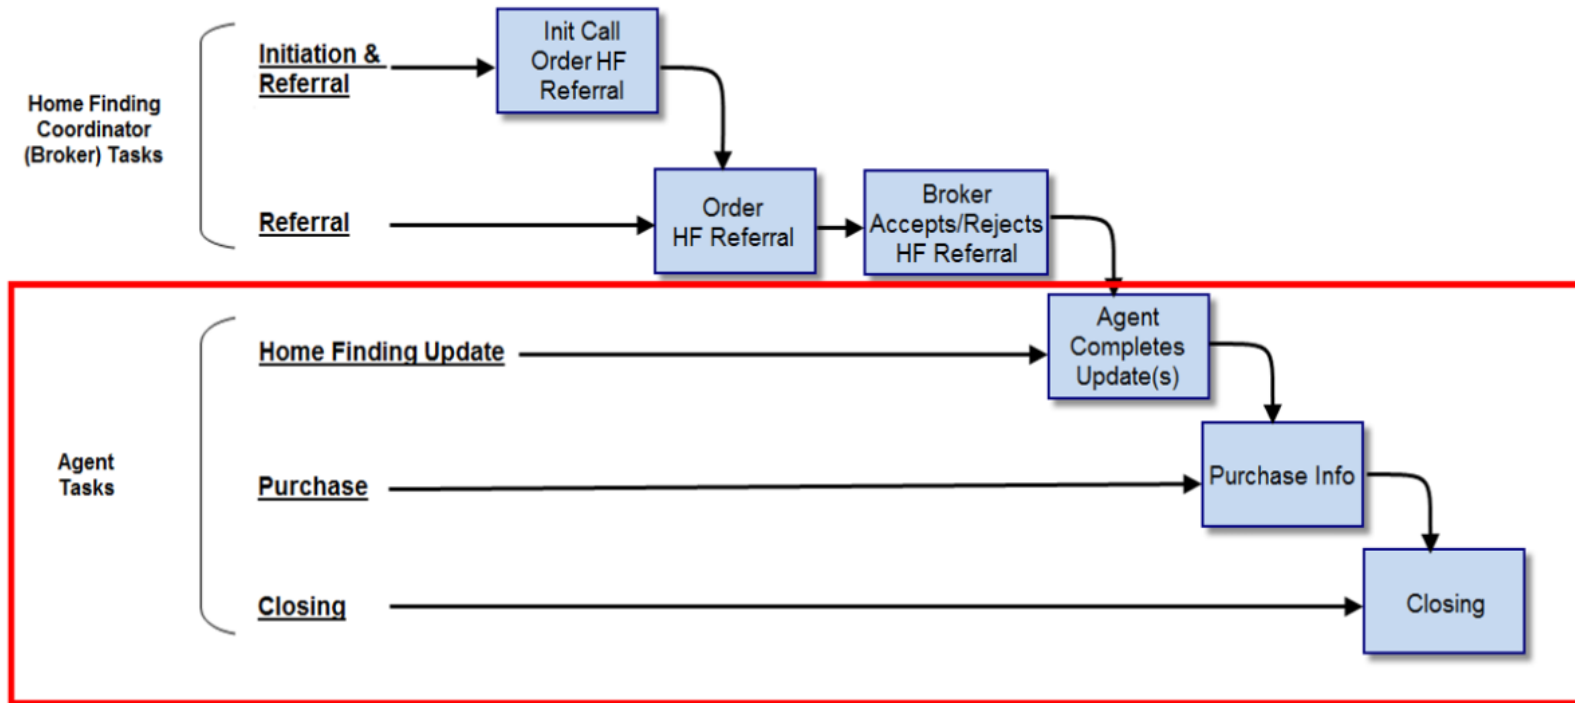 Home Finding
Coordinator
(Broker) Tasks
Initiation &
Referral
Init Call
Order HF
Referral
Referral
Order
HF Referral
Broker
Accepts/Rejects
HF Referral
Agent
Tasks
Home Finding Update
Agent
Completes
Update(s)
Purchase
Purchase Info
Closing
Closing